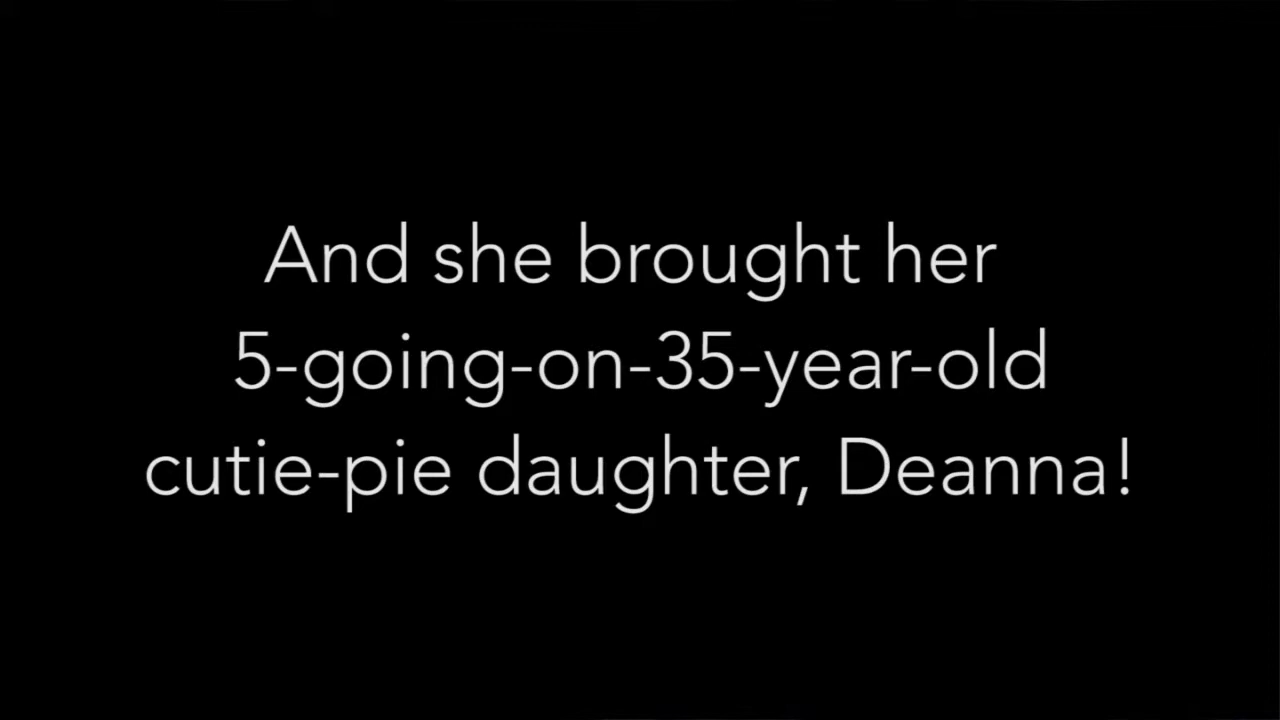 And she brought her
5-going-on-35-year-old
cutie-pie daughter, Deanna!